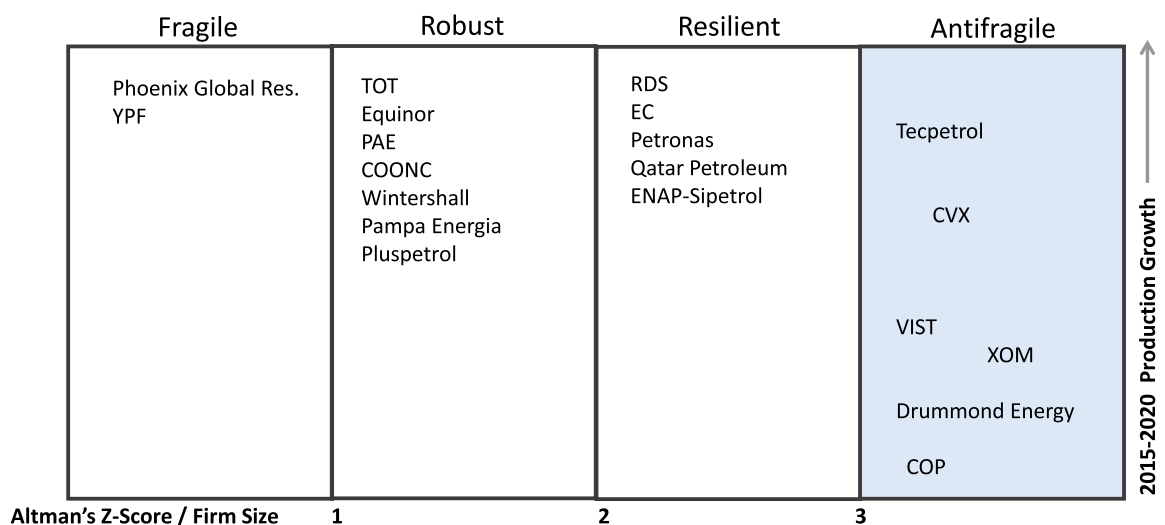 Fragile
Robust
Resilient
Antifragile
Phoenix Global Res.
YPF
TOT
Equinor
PAE
COONC
Wintershall
Pampa Energia
Pluspetrol
RDS
EC
Petronas
Qatar Petroleum
ENAP-Sipetrol
Tecpetrol
CVX
VIST
XOM
Drummond Energy
COP
2015-2020 Production Growth
Altman's Z-Score / Firm Size
1
2
3